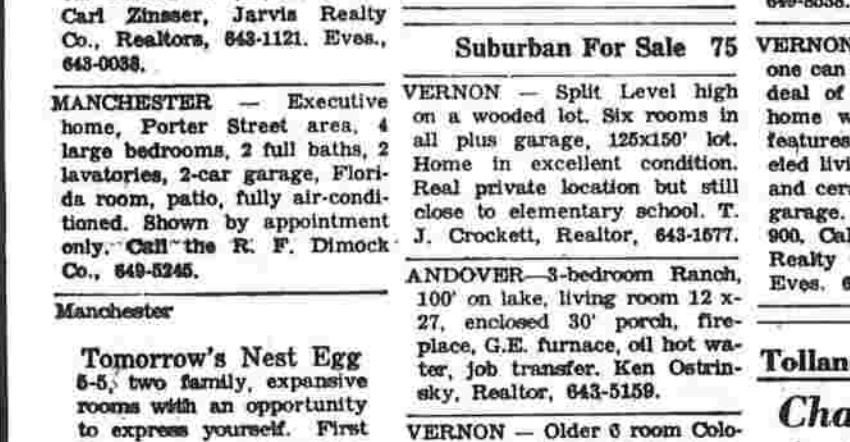 Carl Zinsser, Jarvis Realty
Co., Realtors, 643-1121. Eves.,
643-0038.
MANCHESTER — Executive
home, Porter Street area, 4
large bedrooms, 2 full baths, 2
lavatories, 2-car garage, Flori-
da room, patio, fully air-condi-
tioned. Shown by appointment
only. Call the R. F. Dimock
Co., 649-5245.
Manchester
Tomorrow's Nest Egg
5-5, two family, expansive
rooms with an opportunity
to express yourself. First
Suburban For Sale 75
VERNON — Split Level high
on a wooded lot. Six rooms in
all plus garage, 125x150' lot.
Home in excellent condition.
Real private location but still
close to elementary school. T.
J. Crockett, Realtor, 643-1577.
ANDOVER—3-bedroom Ranch,
100' on lake, living room 12 x-
27, enclosed 30' porch, fire-
place, G.E. furnace, oil hot wa-
ter, job transfer. Ken Ostrin-
sky, Realtor, 643-5159.
VERNON — Older 6 room Colo-
VERNON
one can
deal of
home w
features
eled livi
and cer
garage.
900, Cal
Realty
Eves. 6
Tollan
Cha